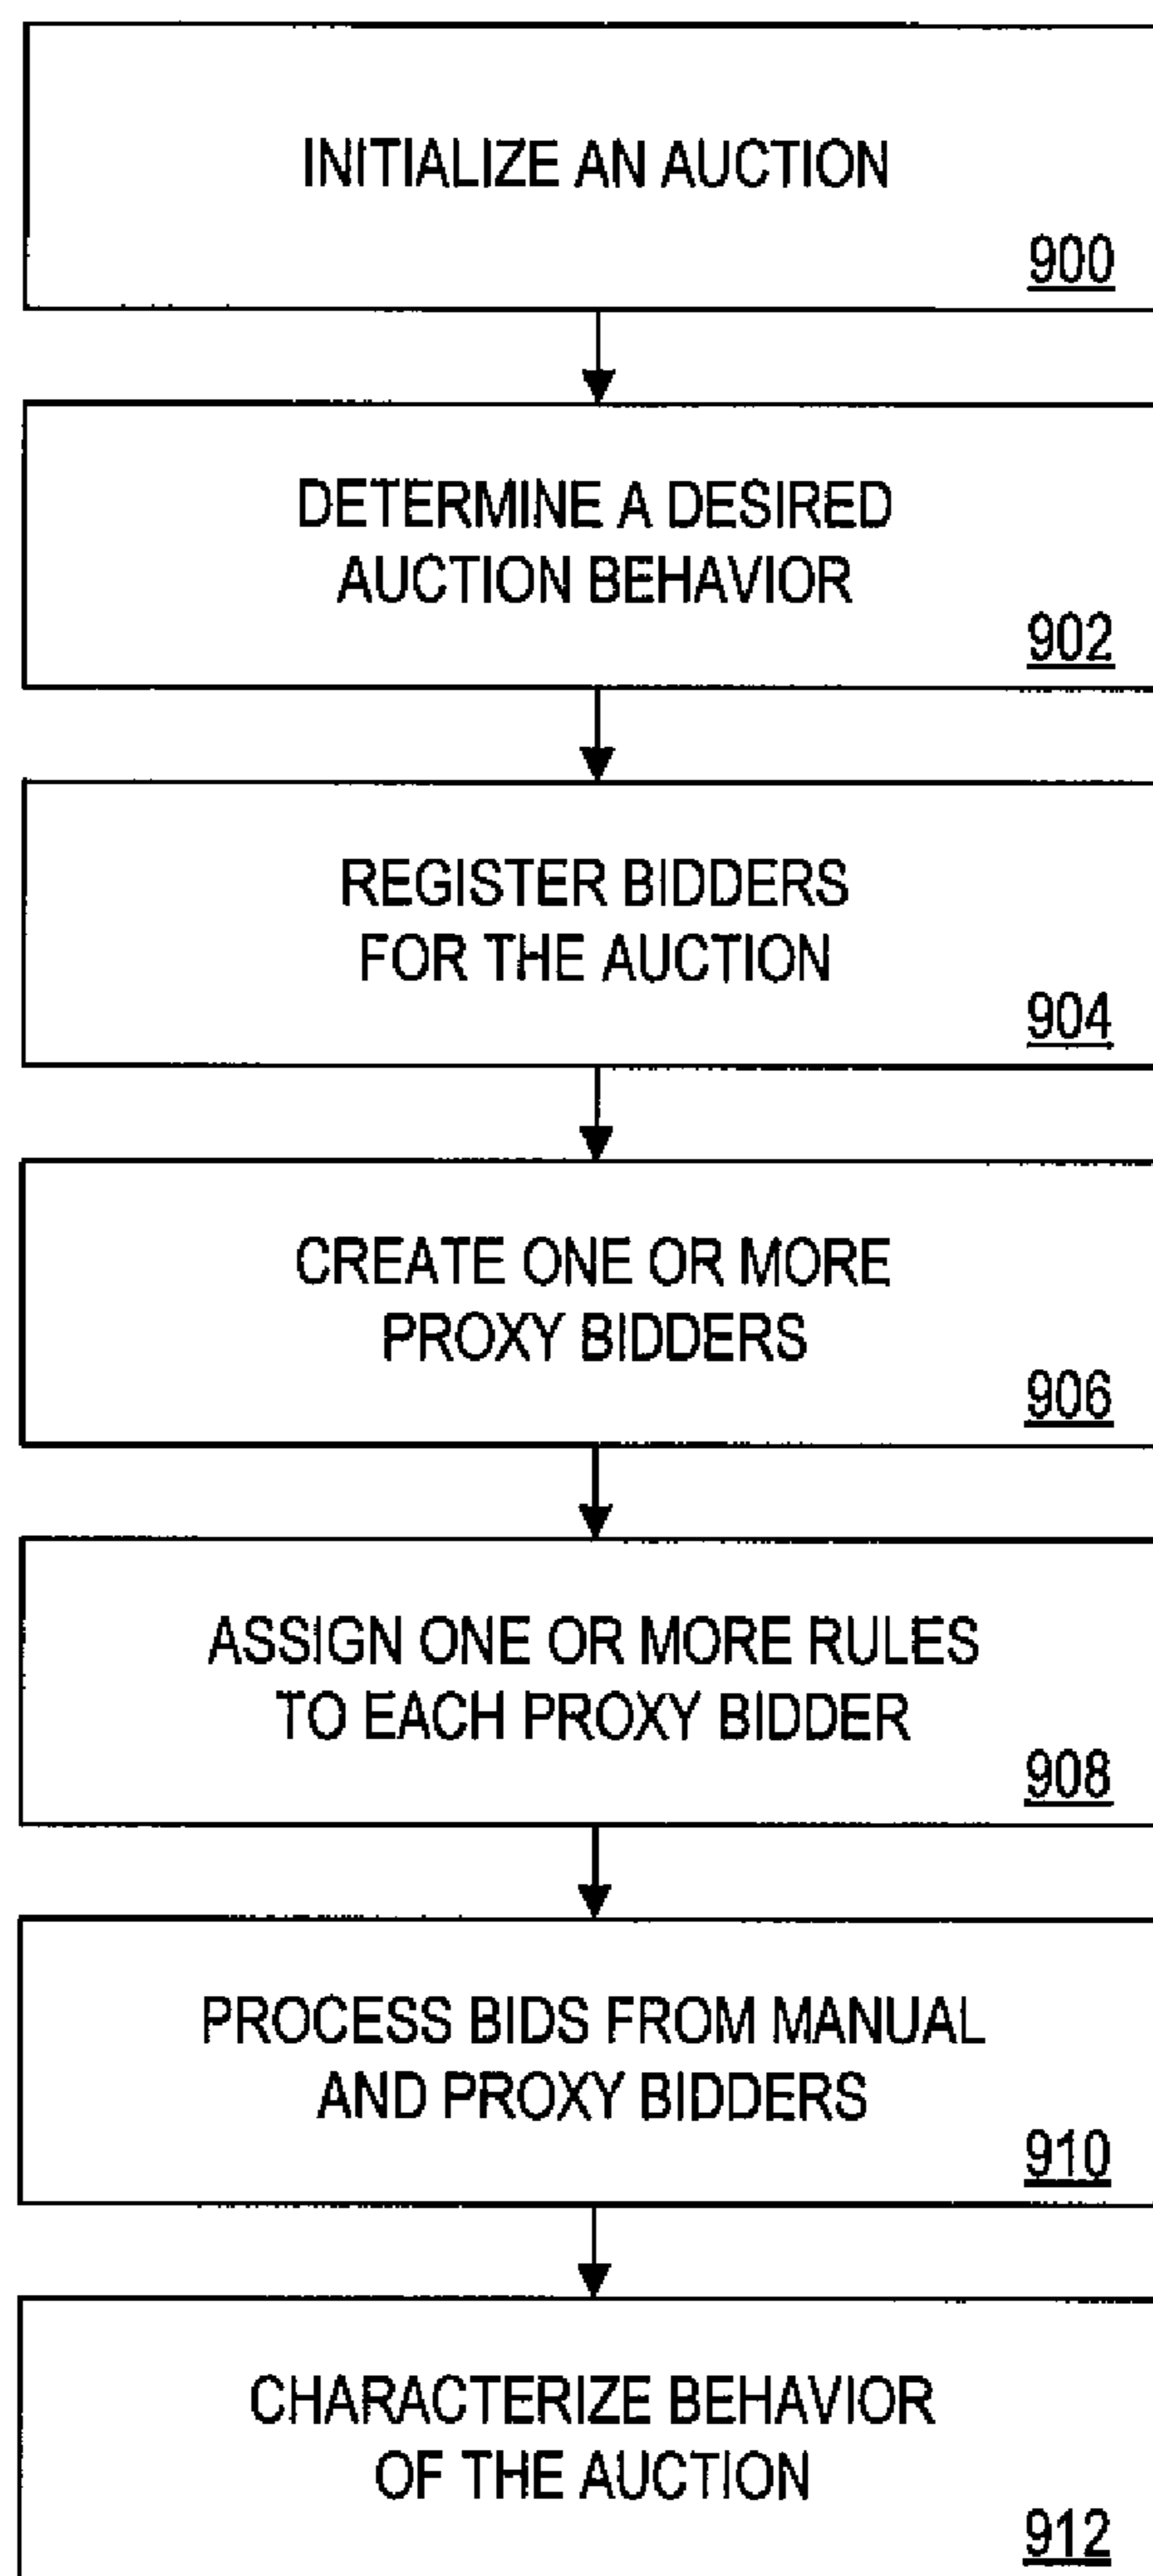 INITIALIZE AN AUCTION
900
DETERMINE A DESIRED
AUCTION BEHAVIOR
902
REGISTER BIDDERS
FOR THE AUCTION
904
CREATE ONE OR MORE
PROXY BIDDERS
906
ASSIGN ONE OR MORE RULES
TO EACH PROXY BIDDER
908
PROCESS BIDS FROM MANUAL
AND PROXY BIDDERS
910
CHARACTERIZE BEHAVIOR
OF THE AUCTION
912